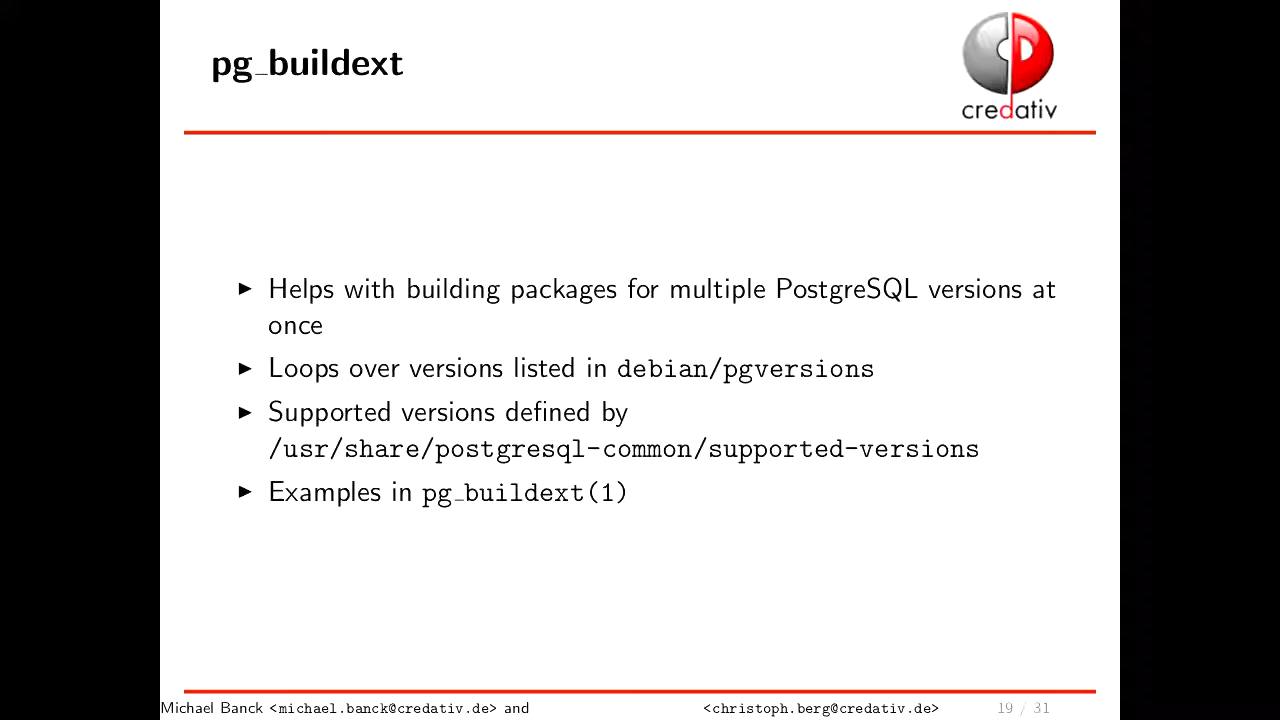 pg_buildext
credativ
► Helps with building packages for multiple PostgreSQL versions at
once
► Loops over versions listed in debian/pgversions
► Supported versions defined by
/usr/share/postgresql-common/supported-versions
► Examples in pg_buildext(1)
Michael Banck <michael.banck@credativ.de> and <christoph.berg@credativ.de> 19 / 31